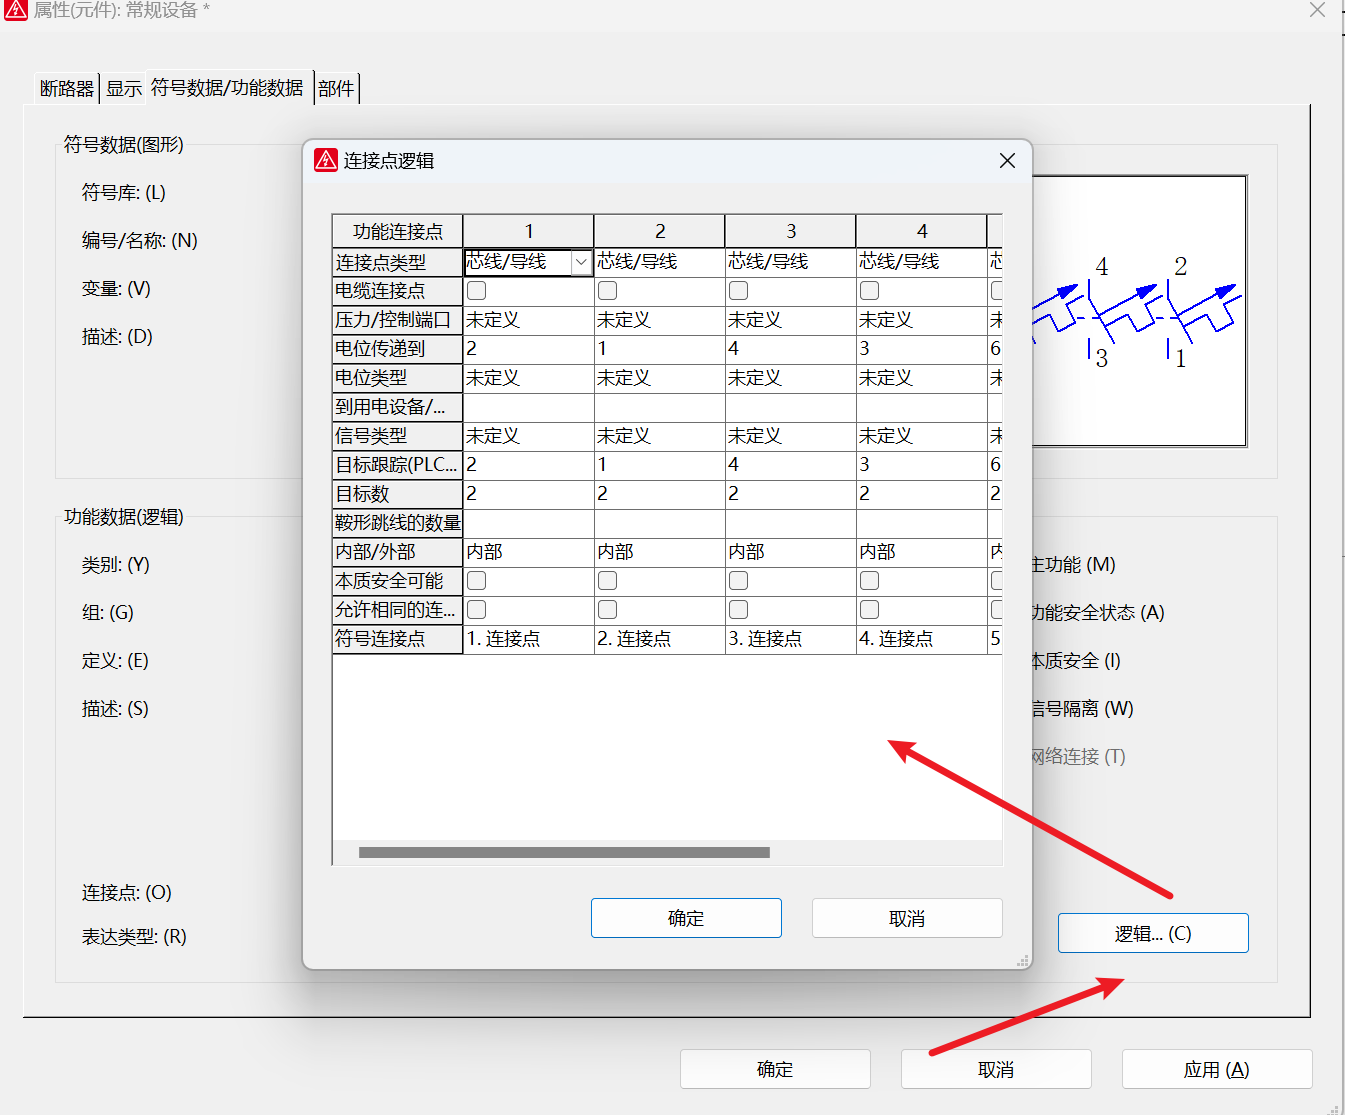 属性(元件): 常规设备 *
断路器 显示 符号数据/功能数据 部件
符号数据(图形)
符号库: (L)
编号/名称: (N)
变量: (V)
描述: (D)
4 2
3 1
功能数据(逻辑)
类别: (Y)
组: (G)
定义: (E)
描述: (S)
连接点: (O)
表达类型: (R)
主功能 (M)
功能安全状态 (A)
本质安全 (I)
信号隔离 (W)
网络连接 (T)
逻辑... (C)
连接点逻辑
功能连接点 1 2 3 4
连接点类型 芯线/导线 芯线/导线 芯线/导线 芯线/导线 芯
电缆连接点
压力/控制端口 未定义 未定义 未定义 未定义 未
电位传递到 2 1 4 3 6
电位类型 未定义 未定义 未定义 未定义 未
到用电设备/...
信号类型 未定义 未定义 未定义 未定义 未
目标跟踪(PLC... 2 1 4 3 6
目标数 2 2 2 2 2
鞍形跳线的数量
内部/外部 内部 内部 内部 内部 内
本质安全可能
允许相同的连...
符号连接点 1. 连接点 2. 连接点 3. 连接点 4. 连接点 5
确定 取消
确定 取消 应用 (A)